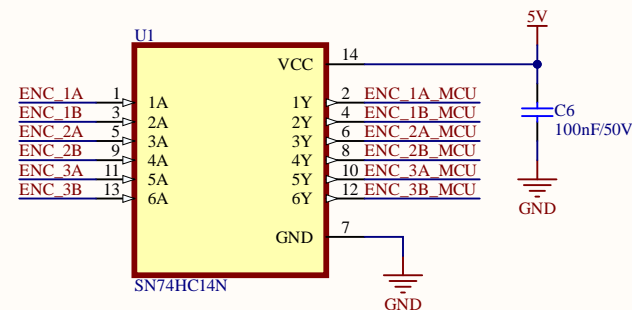 5V
U1
VCC 14
C6
100nF/50V
ENC_1A 1 1A 1Y 2 ENC_1A_MCU
ENC_1B 3 2A 2Y 4 ENC_1B_MCU
ENC_2A 5 3A 3Y 6 ENC_2A_MCU
ENC_2B 9 4A 4Y 8 ENC_2B_MCU
ENC_3A 11 5A 5Y 10 ENC_3A_MCU
ENC_3B 13 6A 6Y 12 ENC_3B_MCU
GND
GND 7
SN74HC14N
GND